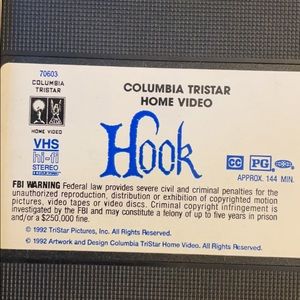 70603
COLUMBIA
TRISTAR
HOME VIDEO
COLUMBIA TRISTAR
HOME VIDEO
VHS
hi-fi
STEREO
Hook
CC PG
APPROX. 144 MIN.
FBI WARNING Federal law provides severe civil and criminal penalties for the
unauthorized reproduction, distribution or exhibition of copyrighted motion
pictures, video tapes or video discs. Criminal copyright infringement is
investigated by the FBI and may constitute a felony of up to five years in prison
and/or a $250,000 fine.
© 1992 TriStar Pictures, Inc. All Rights Reserved.
© 1992 Artwork and Design Columbia TriStar Home Video. All Rights Reserved.